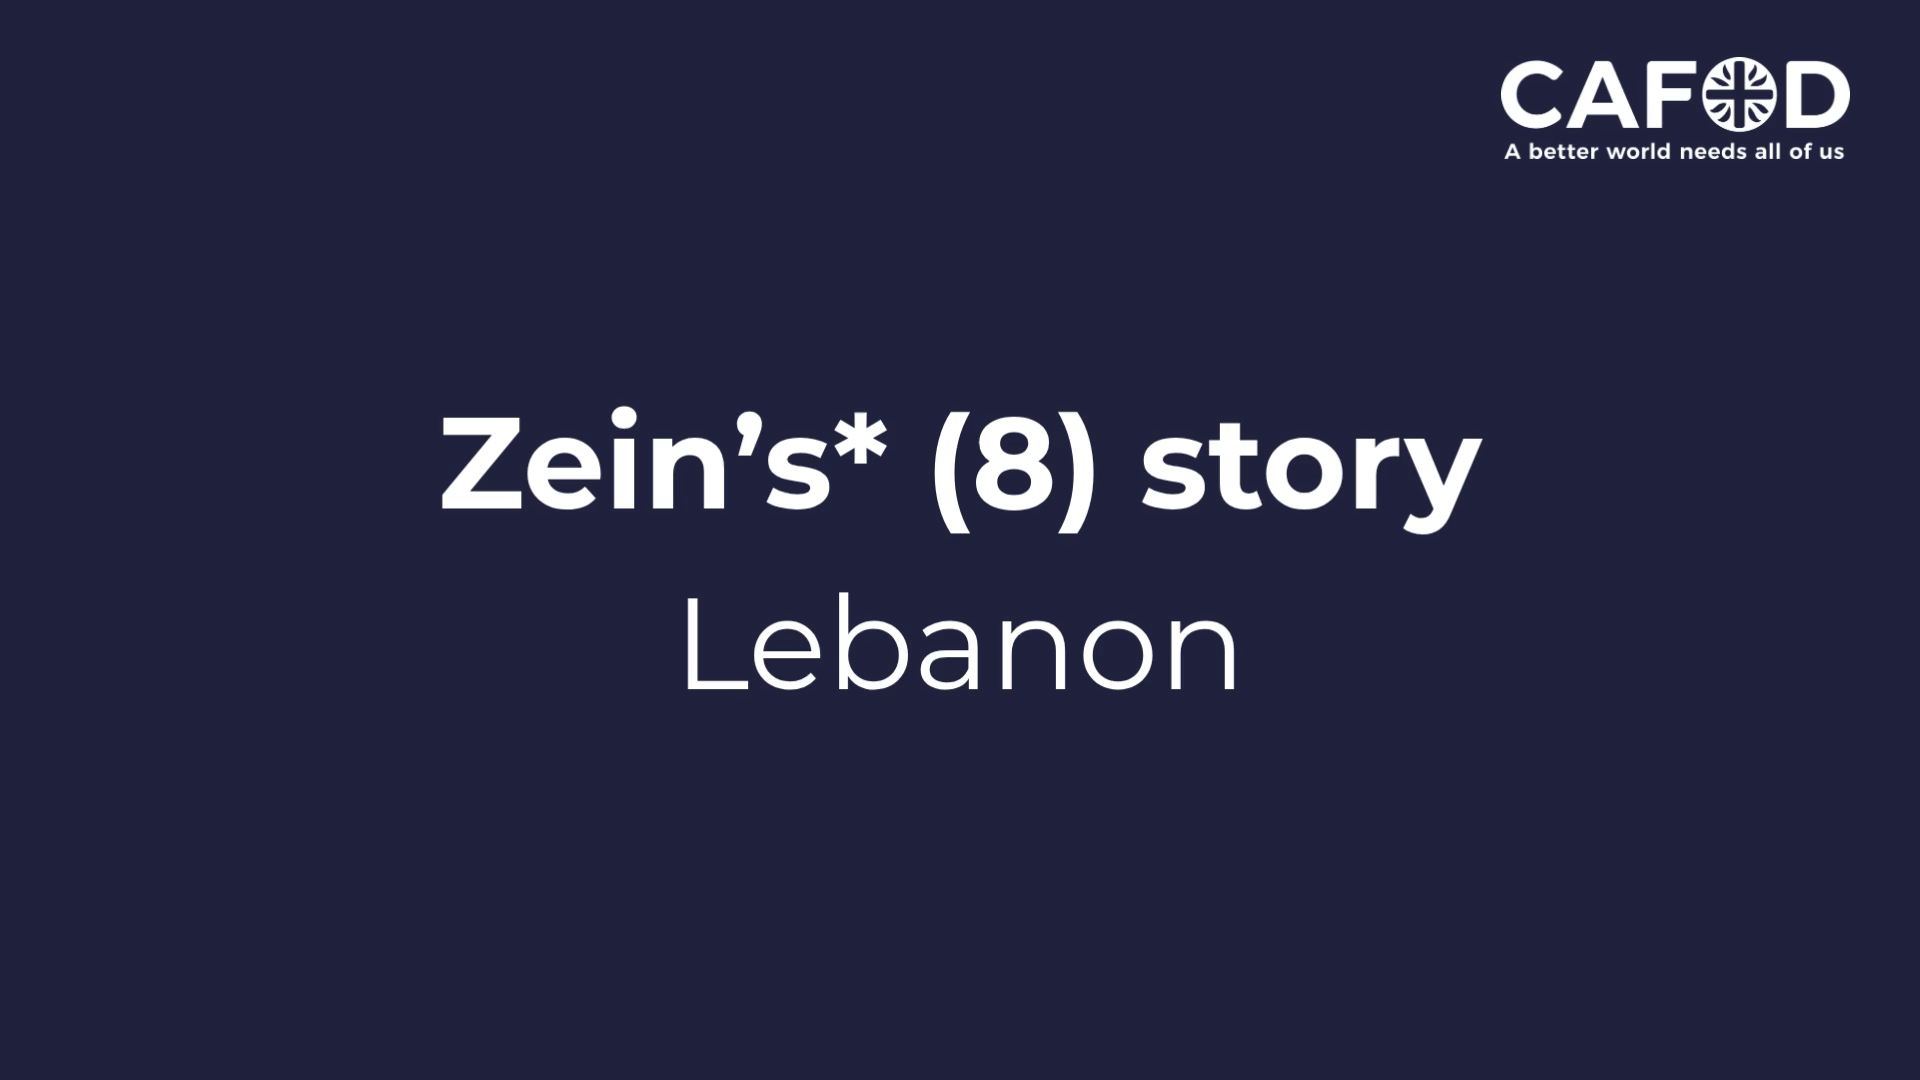 CAFOD
A better world needs all of us
Zein’s* (8) story
Lebanon